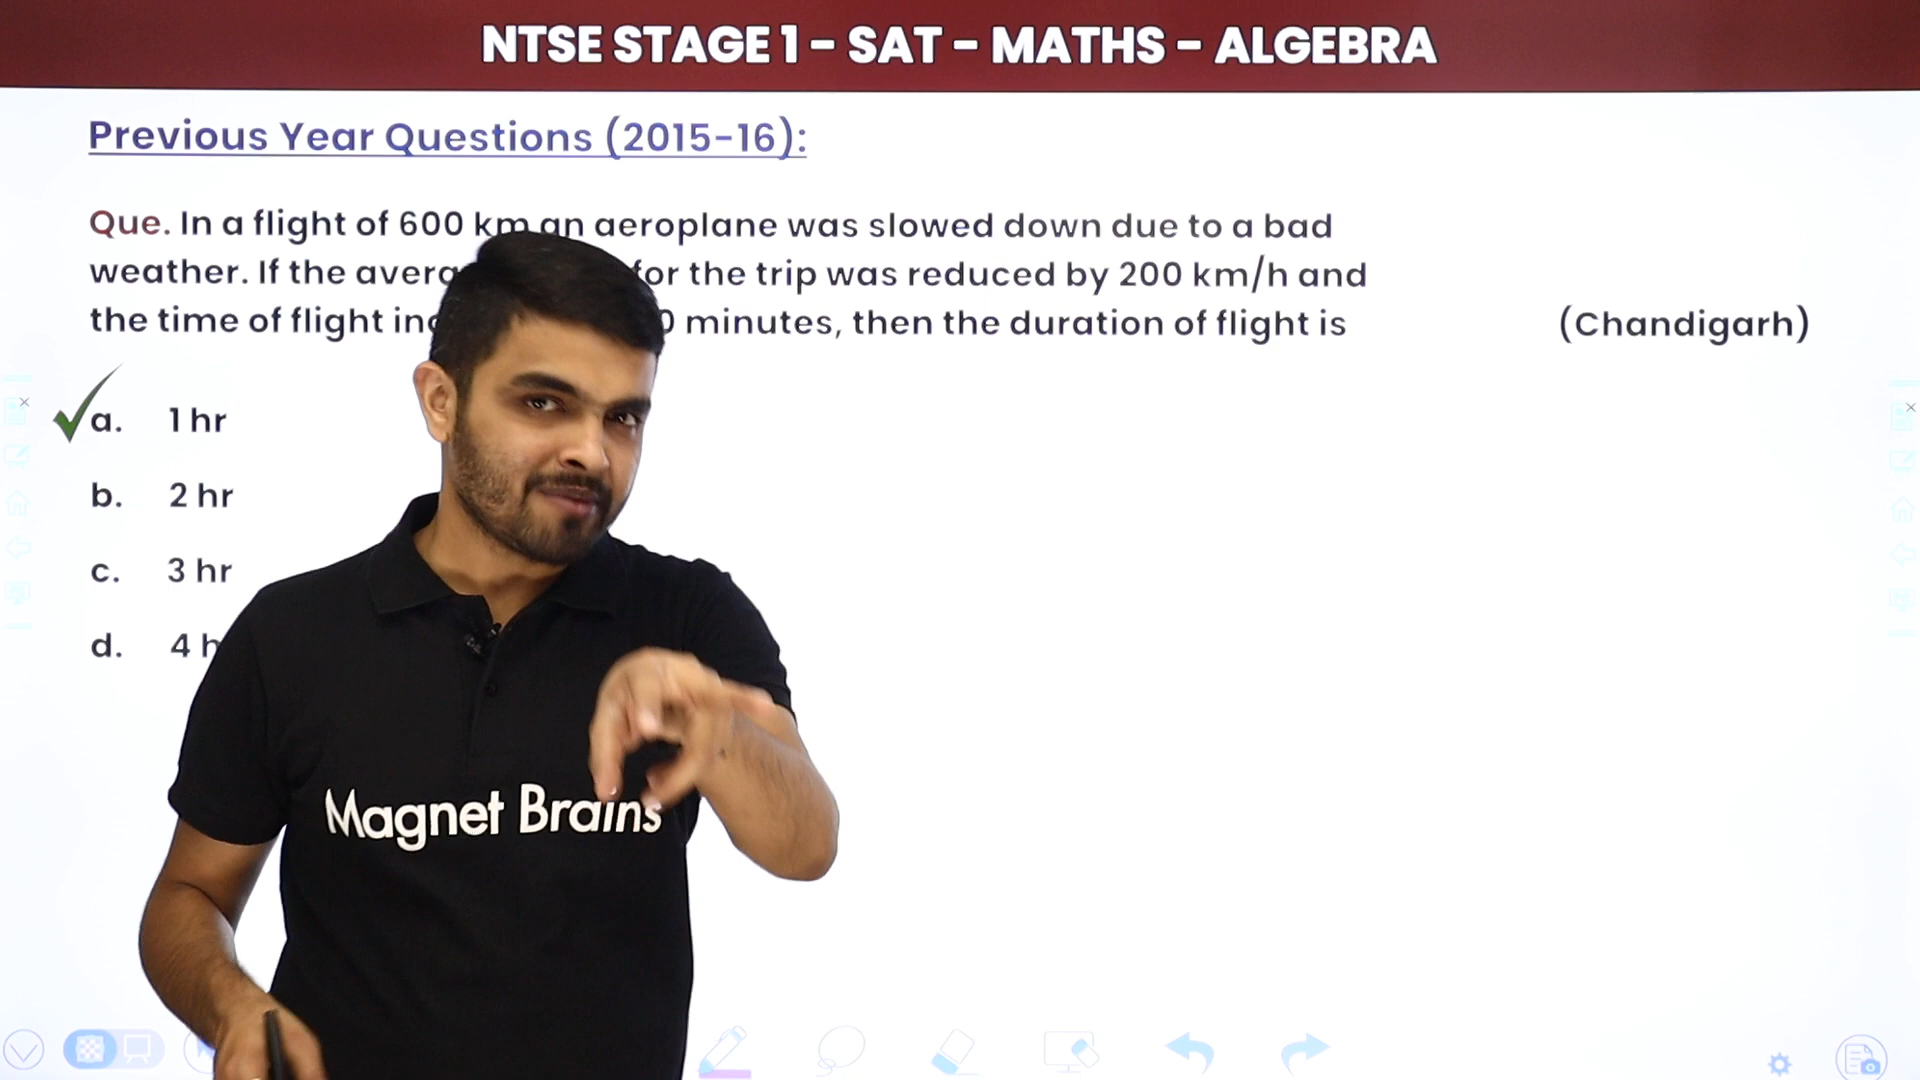 NTSE STAGE 1 - SAT - MATHS - ALGEBRA
Previous Year Questions (2015-16):
Que. In a flight of 600 km an aeroplane was slowed down due to a bad
weather. If the for the trip was reduced by 200 km/h and
the time of flight minutes, then the duration of flight is (Chandigarh)
a. 1 hr
b. 2 hr
c. 3 hr
d. 4
Magnet Brains